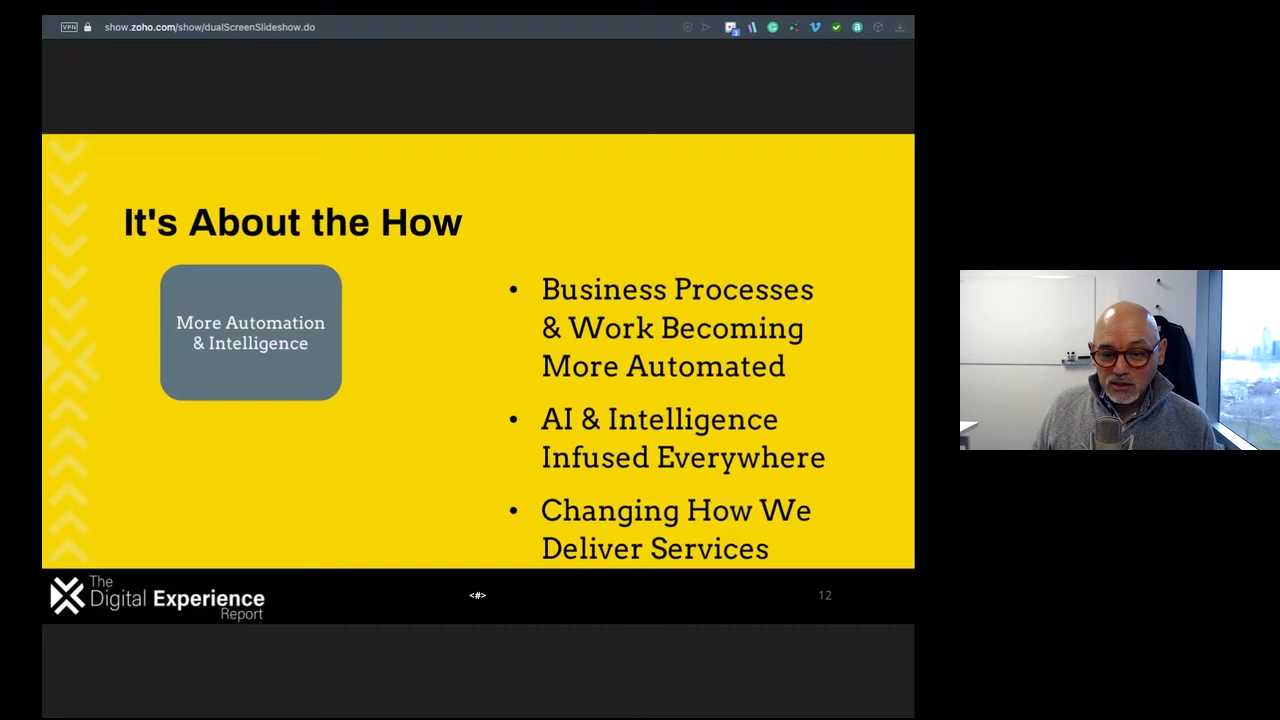 VPN
show.zoho.com/show/dualScreenSlideshow.do
It's About the How
More Automation
& Intelligence
• Business Processes
& Work Becoming
More Automated
• AI & Intelligence
Infused Everywhere
• Changing How We
Deliver Services
The
Digital Experience
Report
<#>
12